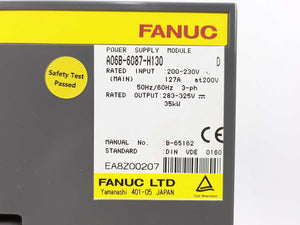 FANUC
POWER SUPPLY MODULE
A06B-6087-H130 D
RATED INPUT :200-230V
(MAIN) 127A at200V
50Hz/60Hz 3-ph
RATED OUTPUT:283-325V
35kW
Safety Test
Passed
MANUAL NO. :B-65162
STANDARD :DIN VDE 0160
EA8Z00207
FANUC LTD
Yamanashi 401-05 JAPAN